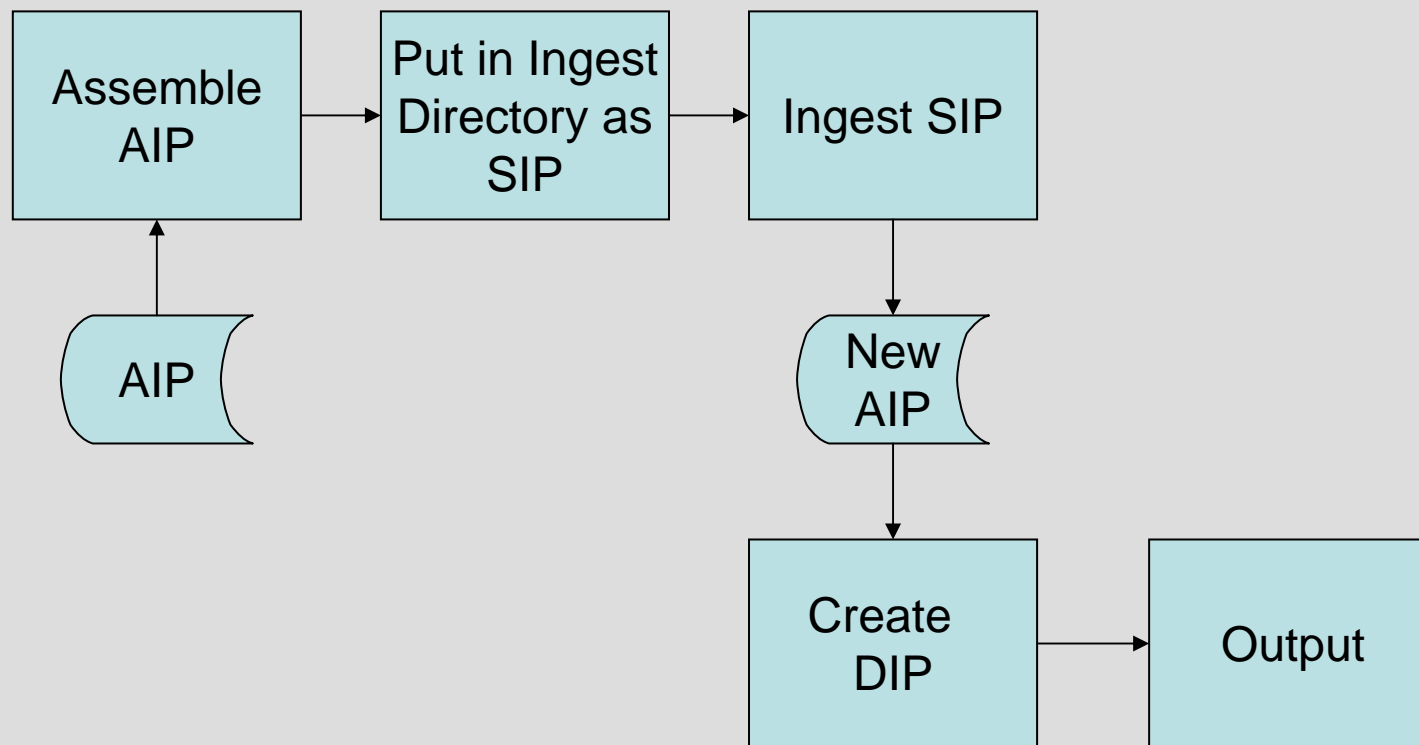 Assemble
AIP
Put in Ingest
Directory as
SIP
Ingest SIP
AIP
New
AIP
Create
DIP
Output